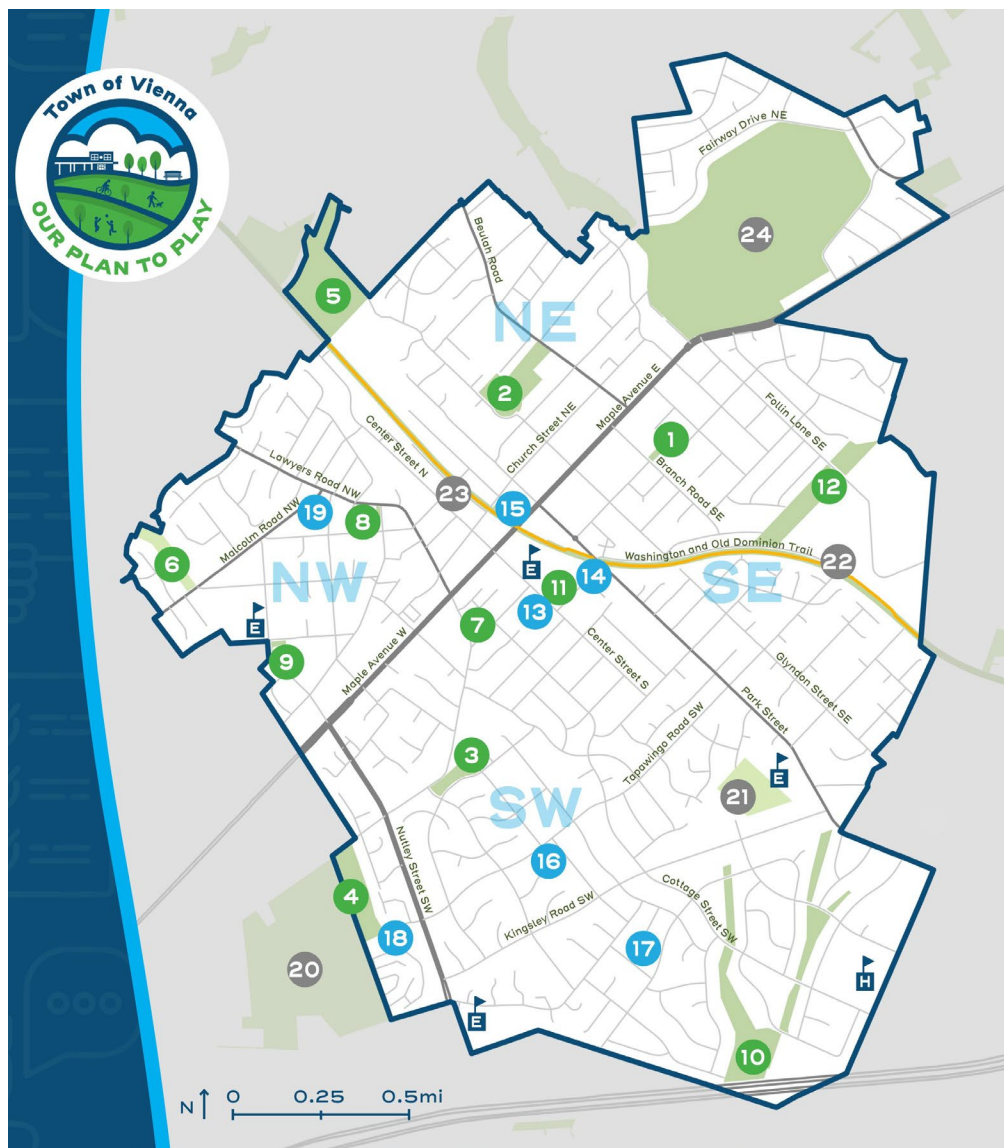 Town of Vienna
OUR PLAN TO PLAY
Fairway Drive NE
24
Beulah Road
5
NE
2
Maple Avenue E
Church Street NE
Center Street N
1
Follin Lane SE
Branch Road SE
12
Lawyers Road NW
23
15
19
8
Malcolm Road NW
Washington and Old Dominion Trail
6
NW
E
14
SE
22
11
13
7
E
9
Maple Avenue W
Center Street S
Glyndon Street SE
Park Street
Tapawingo Road SW
3
E
21
SW
16
Nutley Street SW
4
Cottage Street SW
Kingsley Road SW
18
17
20
H
E
10
N
0 0.25 0.5mi